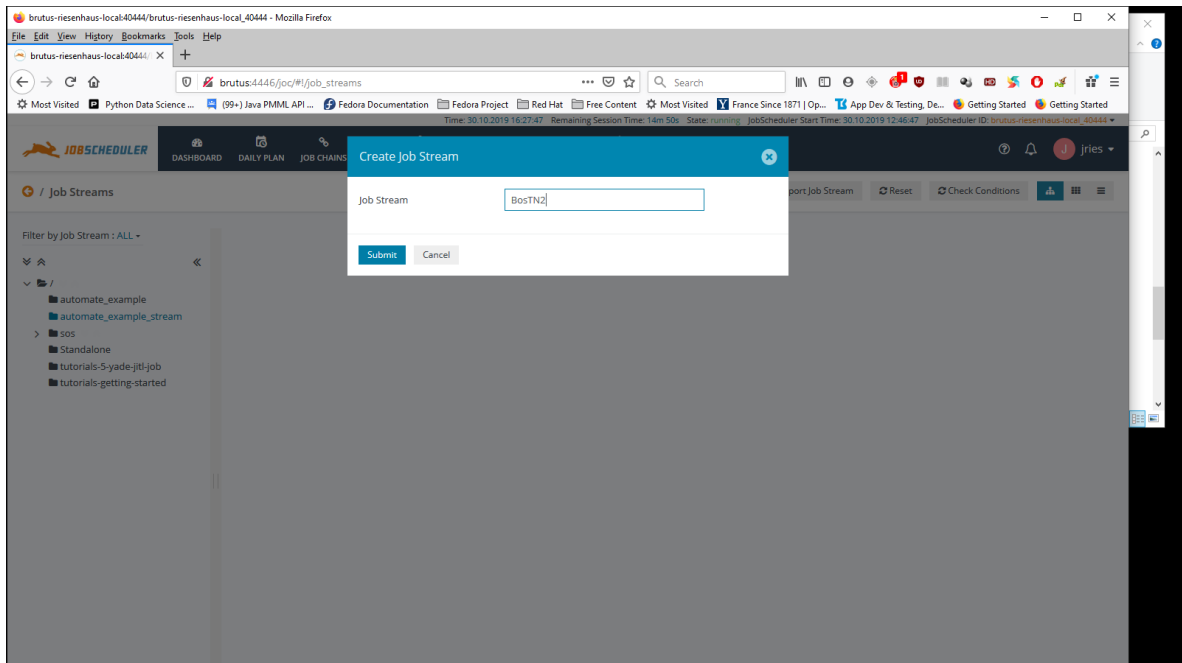 brutus-riesenhaus-local:40444/brutus-riesenhaus-local_40444 - Mozilla Firefox
File Edit View History Bookmarks Tools Help
brutus-riesenhaus-local:40444/
brutus:4446/joc/#!/job_streams
Search
Most Visited Python Data Science ... (99+) Java PMML API ... Fedora Documentation Fedora Project Red Hat Free Content Most Visited France Since 1871 | Op... App Dev & Testing, De... Getting Started Getting Started
Time: 30.10.2019 16:27:47 Remaining Session Time: 14m 50s State: running JobScheduler Start Time: 30.10.2019 12:46:47 JobScheduler ID: brutus-riesenhaus-local_40444
JOBSCHEDULER
DASHBOARD DAILY PLAN JOB CHAINS
Create Job Stream
J jries
/ Job Streams
port Job Stream Reset Check Conditions
Job Stream BosTN2
Submit Cancel
Filter by Job Stream : ALL
/
automate_example
automate_example_stream
sos
Standalone
tutorials-5-yade-jitl-job
tutorials-getting-started